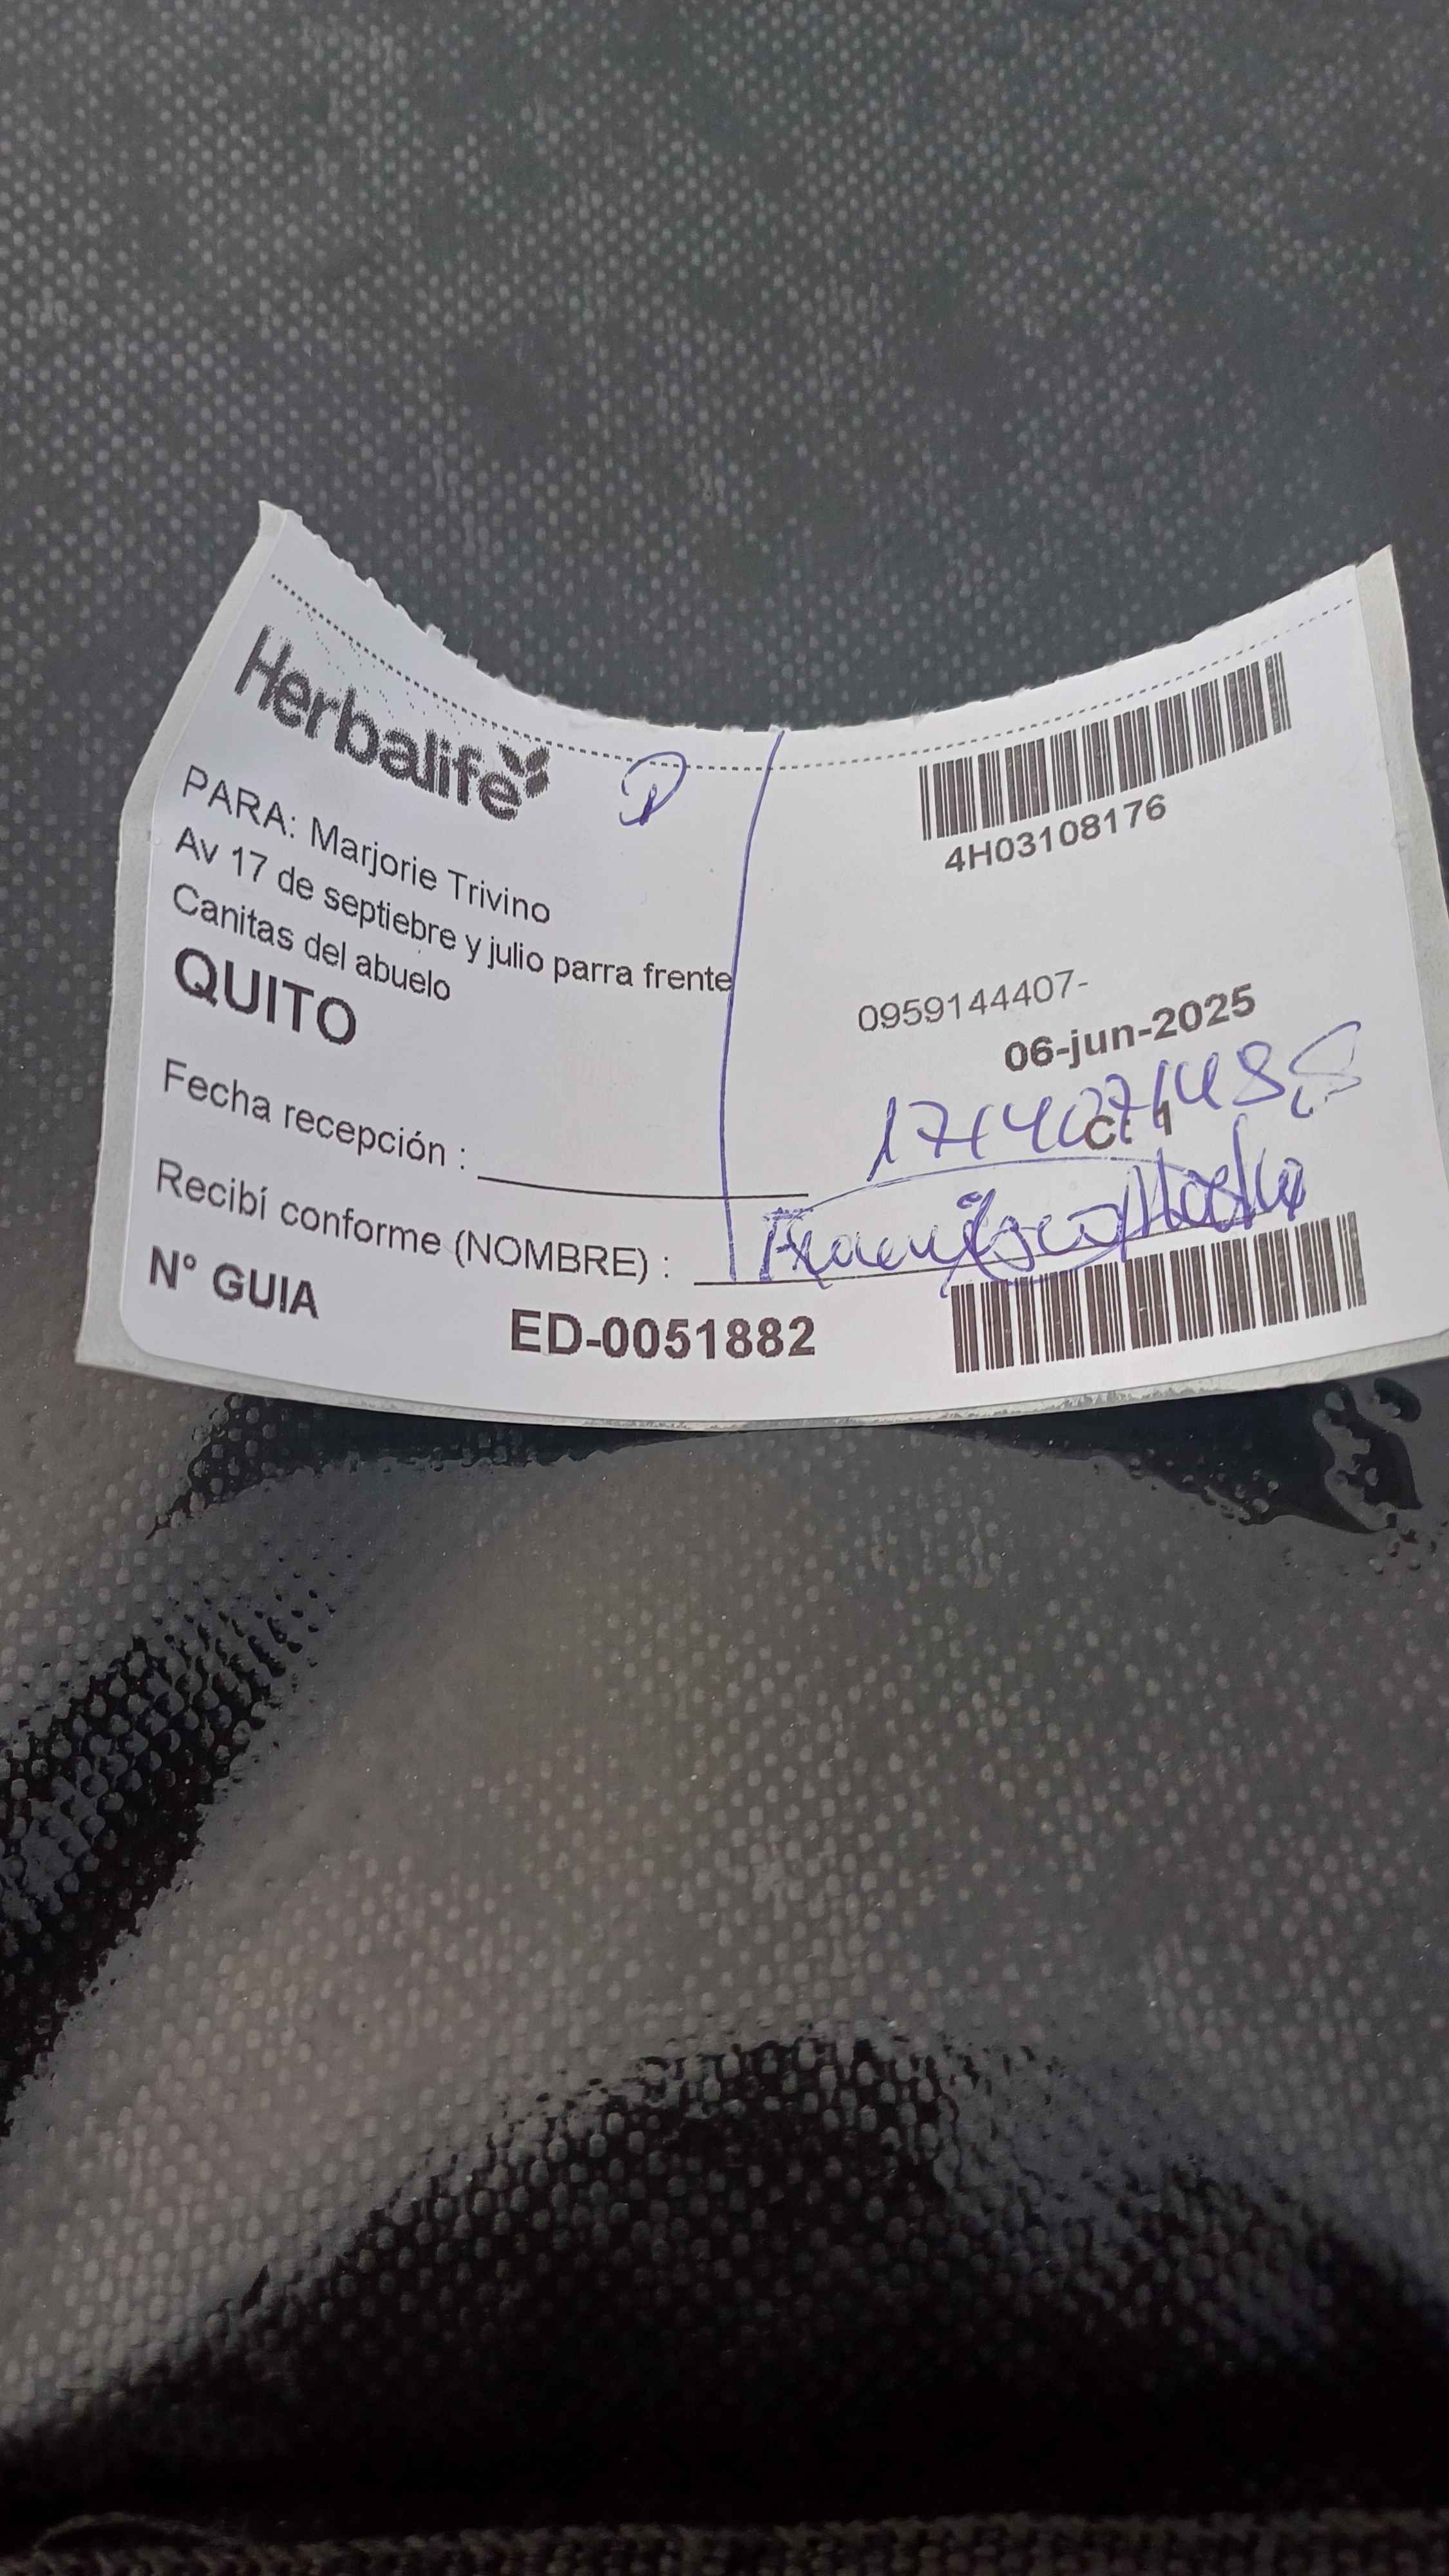 Herbalife
4H03108176
PARA: Marjorie Trivino
Av 17 de septiebre y julio parra frente
Canitas del abuelo
QUITO
0959144407-
06-jun-2025
C: 1
Fecha recepción :
Recibí conforme (NOMBRE) :
N° GUIA
ED-0051882